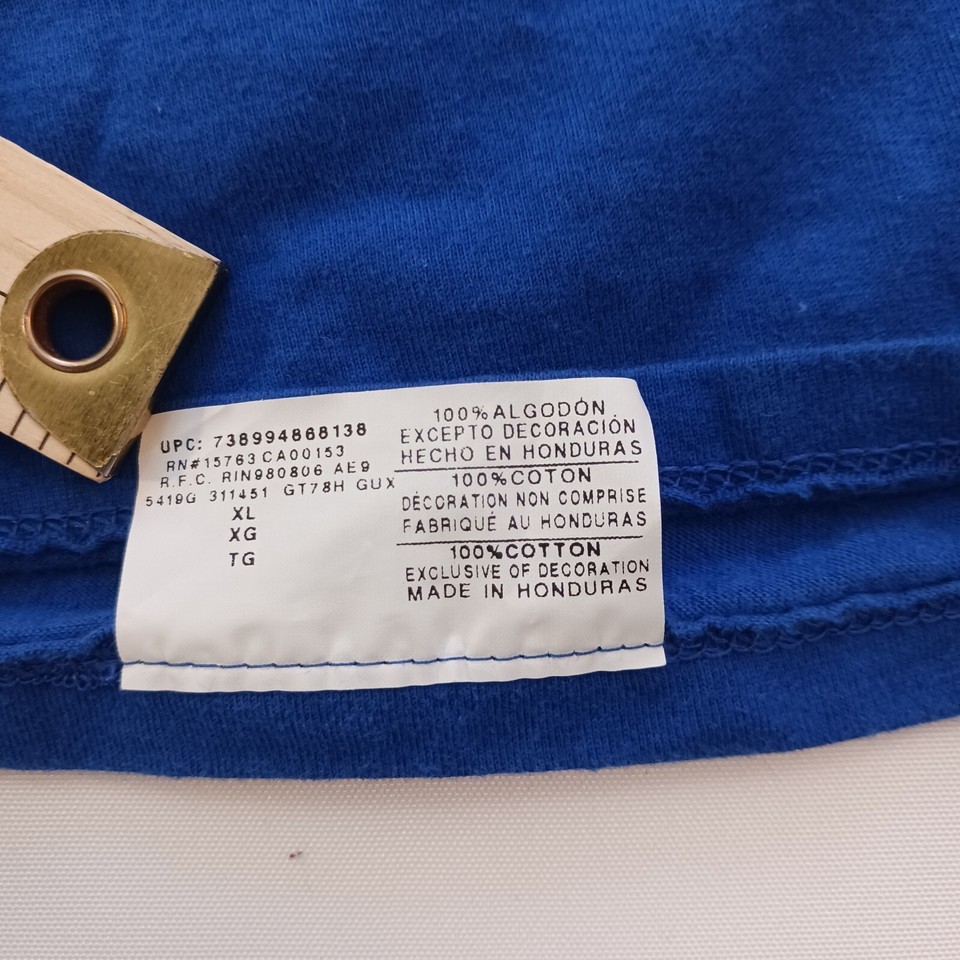 UPC: 738994868138
RN#15763 CA00153
R.F.C. RIN980806 AE9
5419G 311451 GT78H GUX
XL
XG
TG
100% ALGODÓN
EXCEPTO DECORACIÓN
HECHO EN HONDURAS
100% COTON
DÉCORATION NON COMPRISE
FABRIQUÉ AU HONDURAS
100% COTTON
EXCLUSIVE OF DECORATION
MADE IN HONDURAS